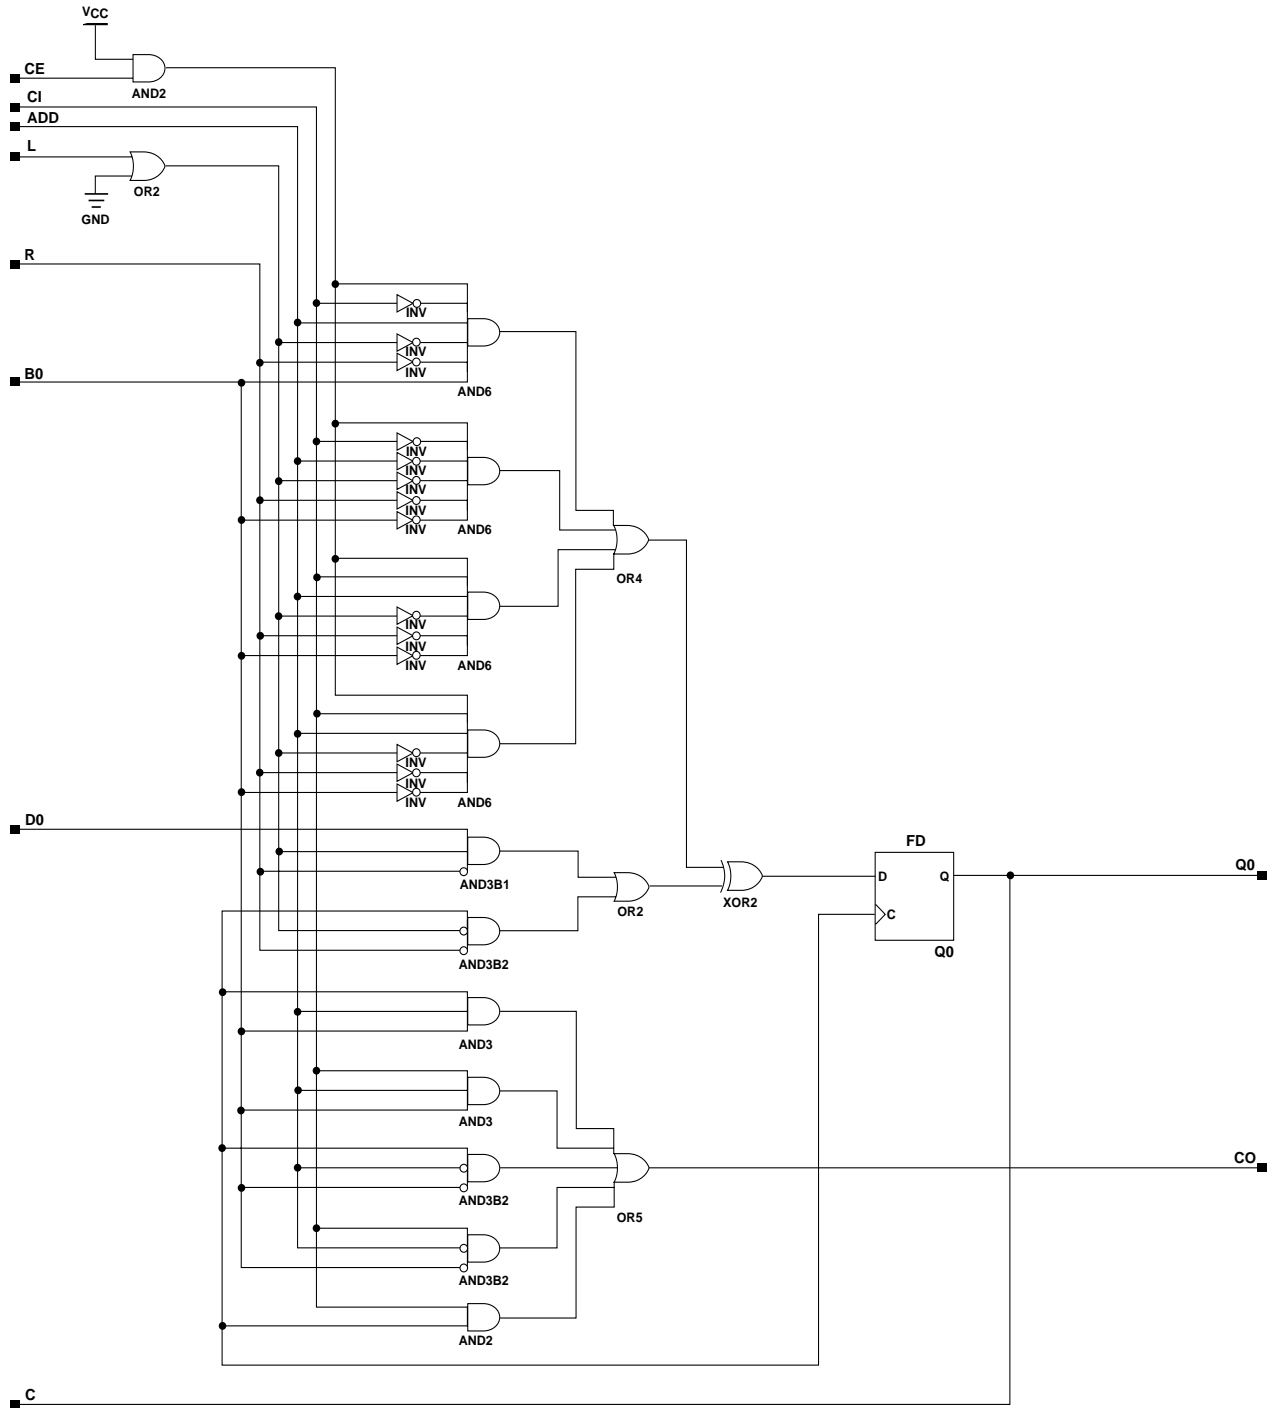 VCC
CE
AND2
CI
ADD
L
OR2
GND
R
INV
INV
INV
B0
AND6
INV
INV
INV
INV
INV
AND6
OR4
INV
INV
INV
AND6
INV
INV
INV
AND6
D0
FD
Q0
D
Q
AND3B1
XOR2
OR2
C
Q0
AND3B2
AND3
AND3
CO
AND3B2
OR5
AND3B2
AND2
C